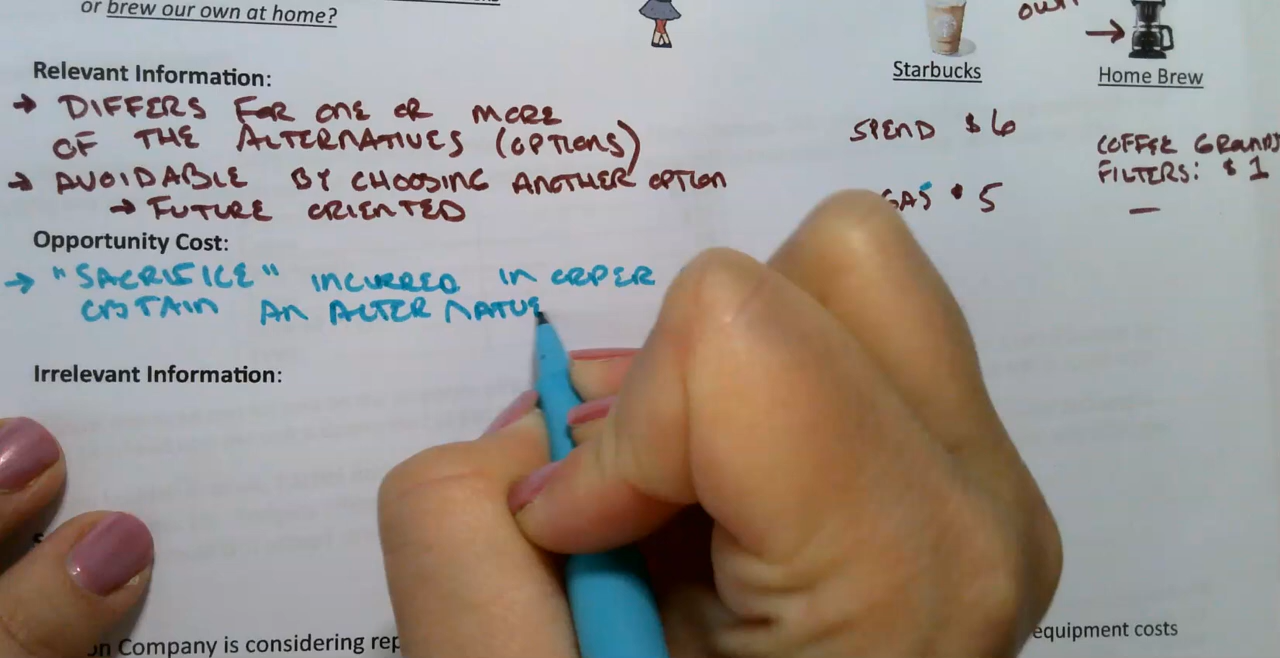 or brew our own at home?
own
Starbucks
Home Brew
Relevant Information:
→ DIFFERS FOR ONE OR MORE
OF THE ALTERNATIVES (OPTIONS)
→ AVOIDABLE BY CHOOSING ANOTHER OPTION
→ FUTURE ORIENTED
SPEND $6
COFFEE GROUNDS
FILTERS: $1
GAS $5
—
Opportunity Cost:
→ "SACRIFICE" INCURRED IN ORDER
OBTAIN AN ALTERNATIVE
Irrelevant Information:
on Company is considering rep
equipment costs